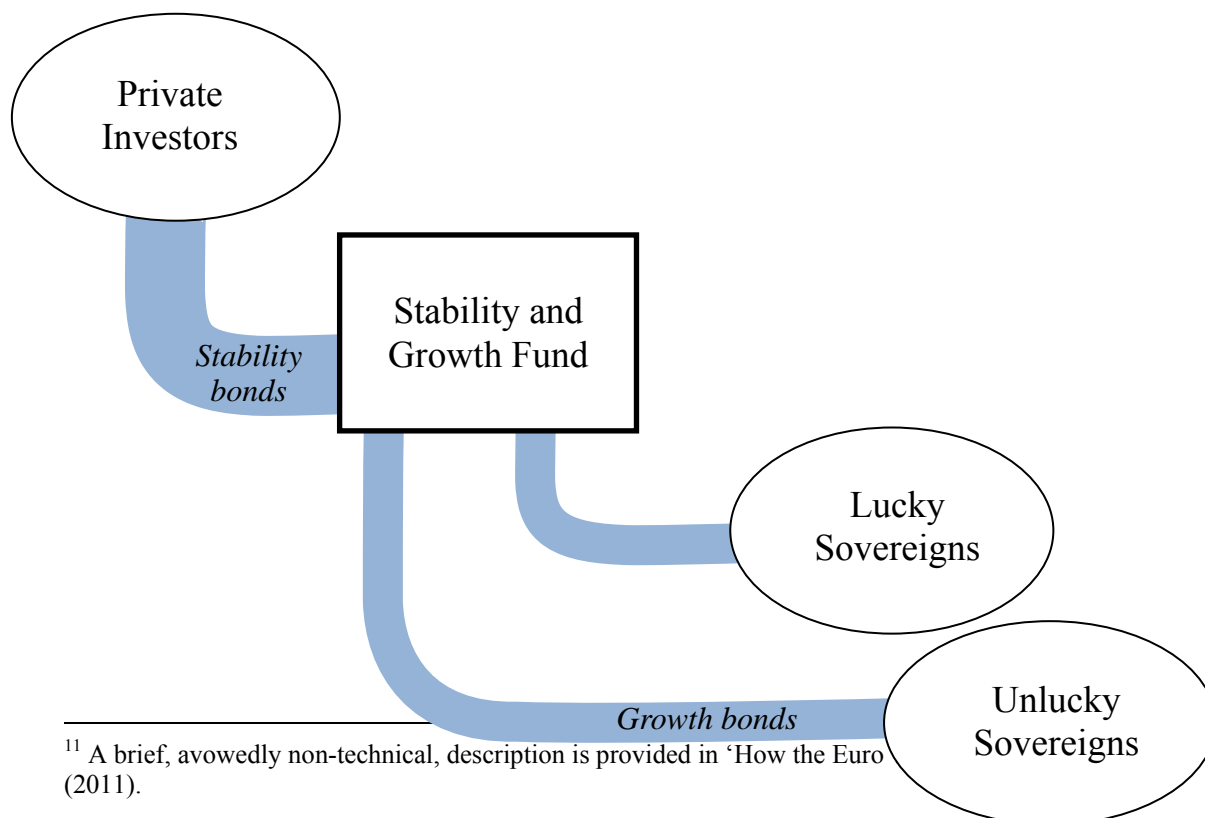 Private
Investors
Stability and
Growth Fund
Stability
bonds
Lucky
Sovereigns
Unlucky
Sovereigns
Growth bonds
11 A brief, avowedly non-technical, description is provided in ‘How the Euro
(2011).